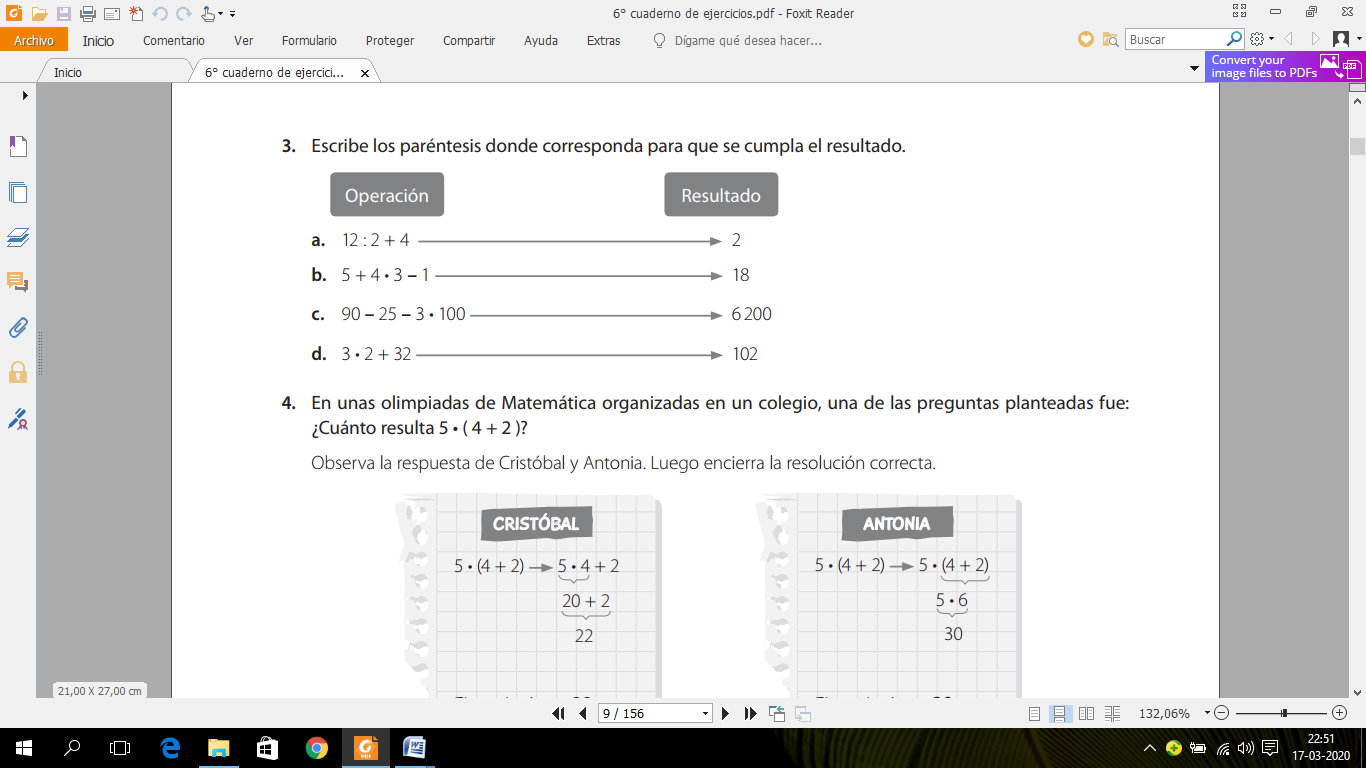 6° cuaderno de ejercicios.pdf - Foxit Reader
Archivo Inicio Comentario Ver Formulario Proteger Compartir Ayuda Extras Dígame qué desea hacer... Buscar
Inicio 6° cuaderno de ejercici... Convert your
image files to PDFs
3. Escribe los paréntesis donde corresponda para que se cumpla el resultado.
Operación Resultado
a. 12 : 2 + 4 2
b. 5 + 4 • 3 – 1 18
c. 90 – 25 – 3 • 100 6 200
d. 3 • 2 + 32 102
4. En unas olimpiadas de Matemática organizadas en un colegio, una de las preguntas planteadas fue:
¿Cuánto resulta 5 • ( 4 + 2 )?
Observa la respuesta de Cristóbal y Antonia. Luego encierra la resolución correcta.
CRISTÓBAL
5 • (4 + 2) → 5 • 4 + 2
20 + 2
22
ANTONIA
5 • (4 + 2) → 5 • (4 + 2)
5 • 6
30
21,00 X 27,00 cm
9 / 156 132,06%
22:51
17-03-2020